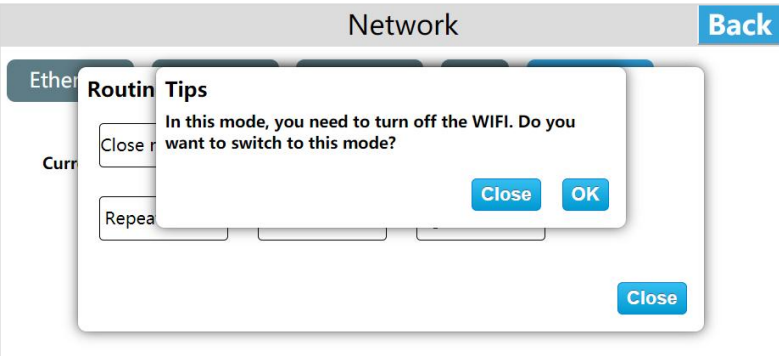 Network
Back
Ether
Routin
Tips
In this mode, you need to turn off the WIFI. Do you
want to switch to this mode?
Close r
Curr
Close
OK
Repea
Close